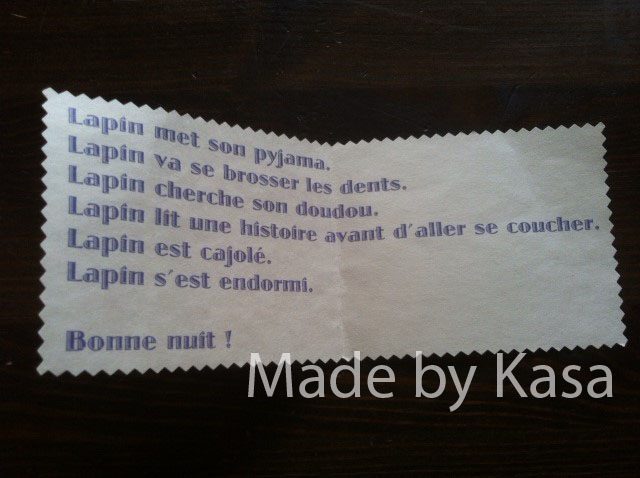 Lapin met son pyjama.
Lapin va se brosser les dents.
Lapin cherche son doudou.
Lapin lit une histoire avant d'aller se coucher.
Lapin est cajolé.
Lapin s'est endormi.
Bonne nuit !
Made by Kasa